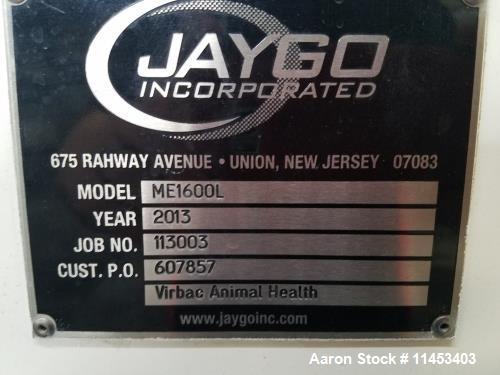 JAYGO
INCORPORATED
675 RAHWAY AVENUE • UNION, NEW JERSEY 07083
MODEL ME1600L
YEAR 2013
JOB NO. 113003
CUST. P.O. 607857
Virbac Animal Health
www.jaygoinc.com
Aaron Stock # 11453403